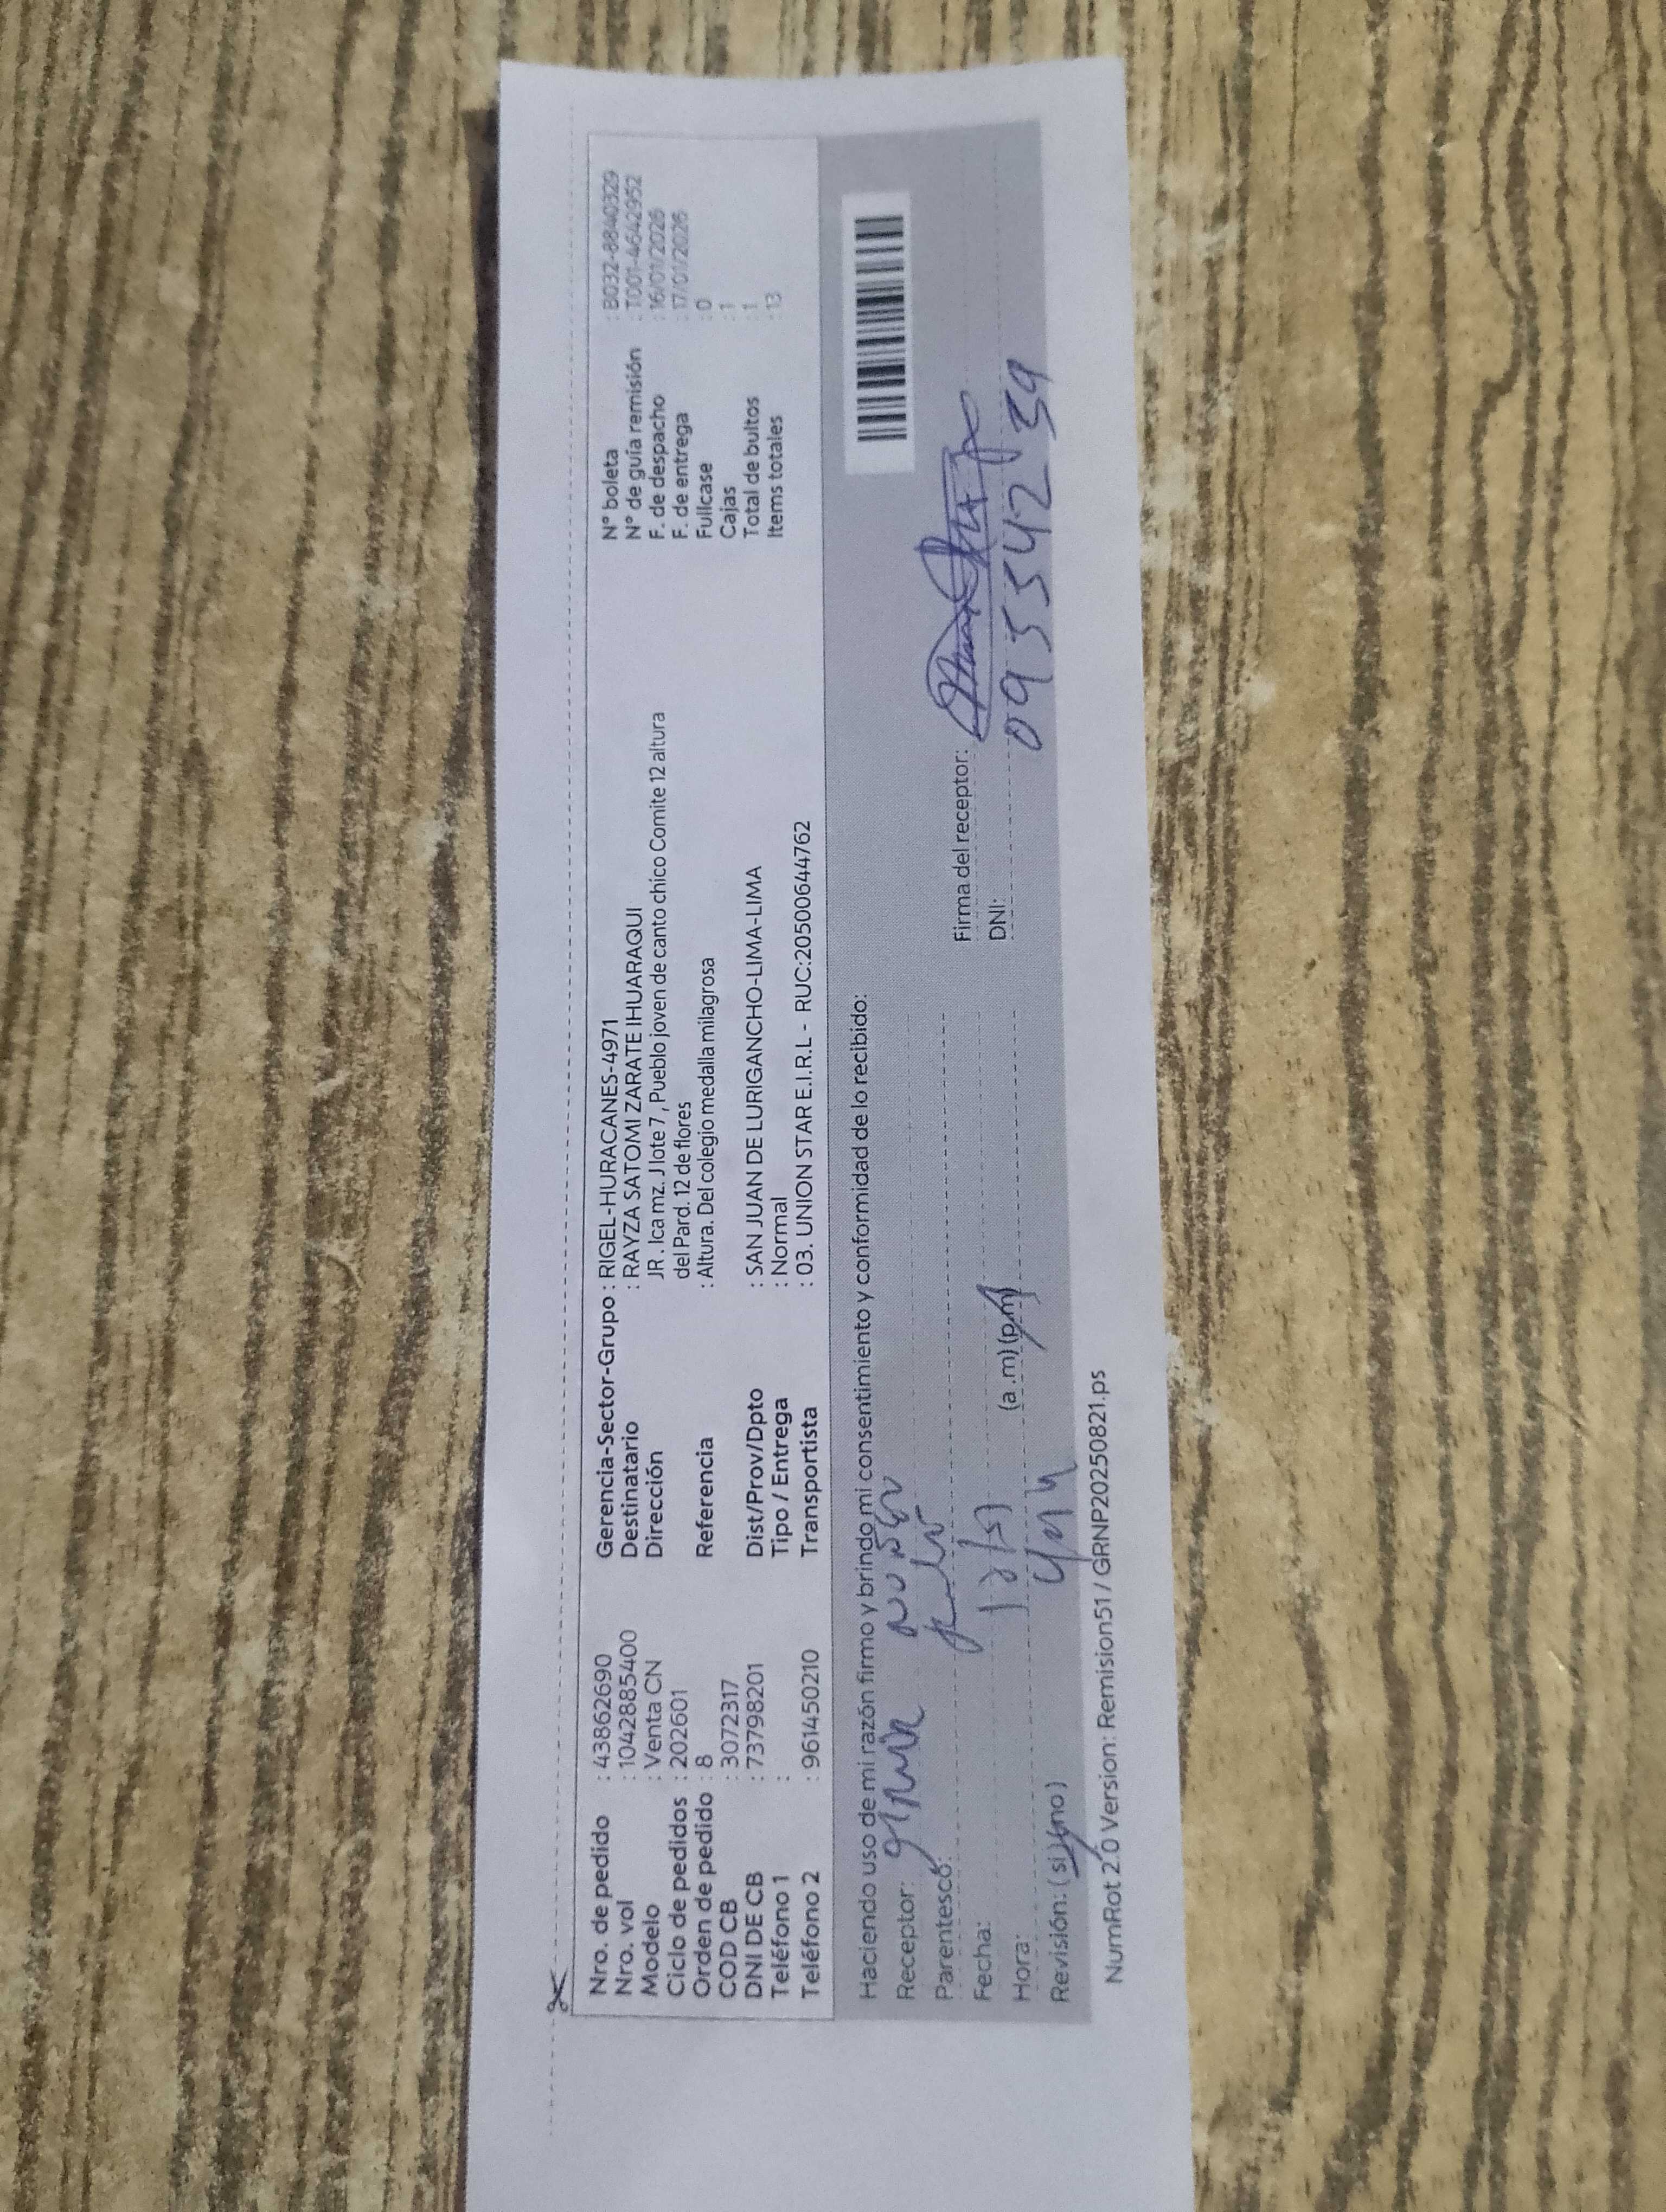 Nro. de pedido : 43862690
Nro. vol : 1042885400
Modelo : Venta CN
Ciclo de pedidos : 202601
Orden de pedido : 8
COD CB : 3072317
DNI DE CB : 73798201
Teléfono 1 :
Teléfono 2 : 961450210
Gerencia-Sector-Grupo : RIGEL-HURACANES-4971
Destinatario : RAYZA SATOMI ZARATE IHUARAQUI
Dirección JR. Ica mz. J lote 7, Pueblo joven de canto chico Comite 12 altura
del Pard. 12 de flores
Referencia : Altura. Del colegio medalla milagrosa
Dist/Prov/Dpto : SAN JUAN DE LURIGANCHO-LIMA-LIMA
Tipo / Entrega : Normal
Transportista : 03. UNION STAR E.I.R.L - RUC:20500644762
N° boleta : B032-8840329
N° de guía remisión : T001-4642952
F. de despacho : 16/01/2026
F. de entrega : 17/01/2026
Fullcase : 0
Cajas : 1
Total de bultos : 1
Items totales : 13
Haciendo uso de mi razón firmo y brindo mi consentimiento y conformidad de lo recibido:
Receptor:
Parentesco:
Fecha:
Hora: (a .m) (p.m)
Revisión: (si) (no)
Firma del receptor:
DNI: 09354239
NumRot 2.0 Version: Remision51 / GRNP20250821.ps